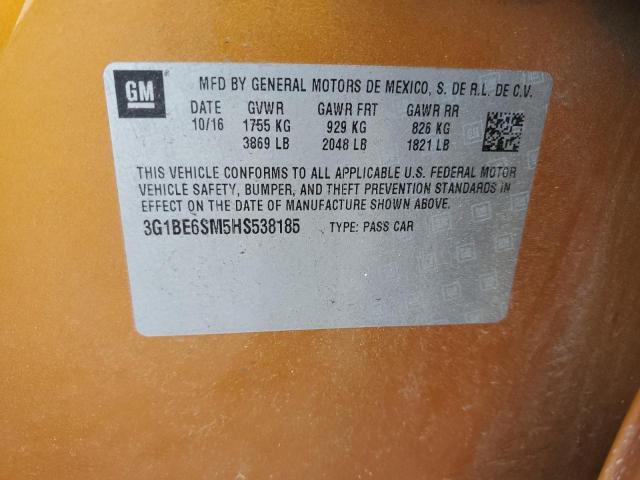 GM
MFD BY GENERAL MOTORS DE MEXICO, S. DE R.L. DE C.V.
DATE GVWR GAWR FRT GAWR RR
10/16 1755 KG 929 KG 826 KG
3869 LB 2048 LB 1821 LB
THIS VEHICLE CONFORMS TO ALL APPLICABLE U.S. FEDERAL MOTOR
VEHICLE SAFETY, BUMPER, AND THEFT PREVENTION STANDARDS IN
EFFECT ON THE DATE OF MANUFACTURE SHOWN ABOVE.
3G1BE6SM5HS538185 TYPE: PASS CAR